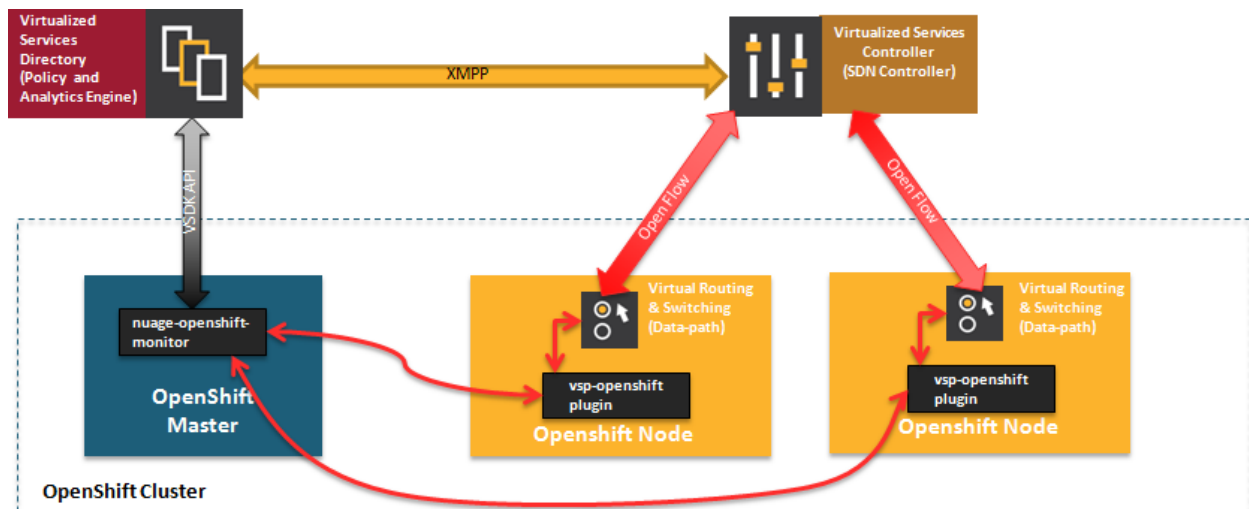 Virtualized
Services
Directory
(Policy and
Analytics Engine)
XMPP
Virtualized Services
Controller
(SDN Controller)
VSDK API
Open Flow
Open Flow
nuage-openshift-
monitor
OpenShift
Master
Virtual Routing
& Switching
(Data-path)
vsp-openshift
plugin
Openshift Node
Virtual Routing
& Switching
(Data-path)
vsp-openshift
plugin
Openshift Node
OpenShift Cluster